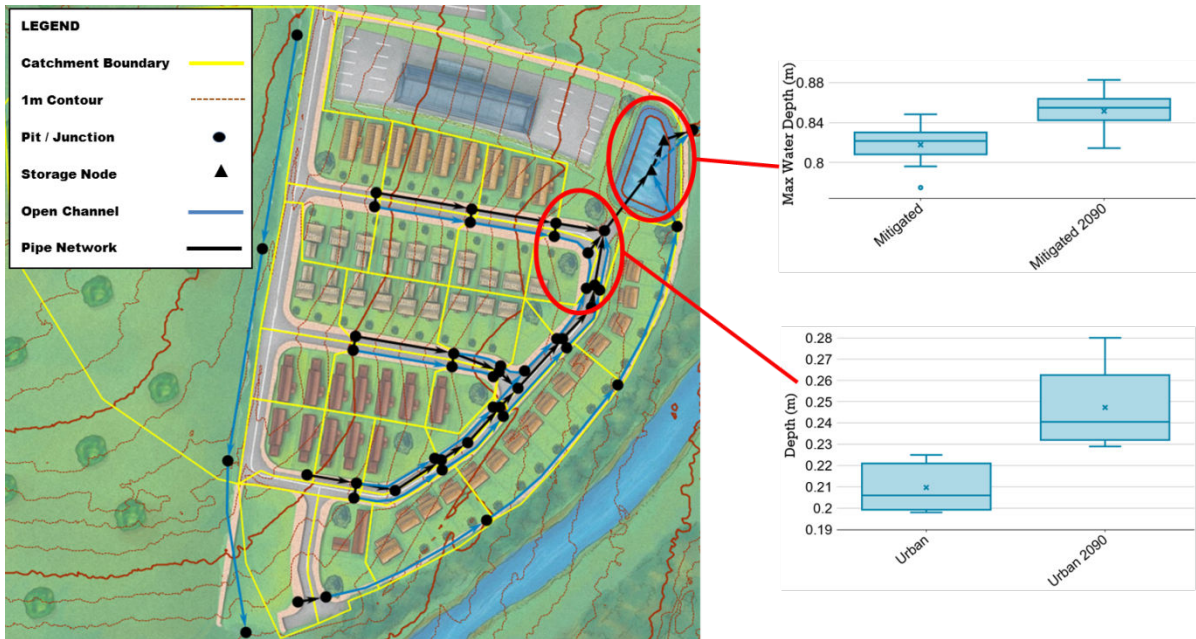 LEGEND
Catchment Boundary
1m Contour
Pit / Junction
Storage Node
Open Channel
Pipe Network
Max Water Depth (m)
0.88
0.84
0.8
Mitigated
Mitigated 2090
Depth (m)
0.28
0.27
0.26
0.25
0.24
0.23
0.22
0.21
0.2
0.19
Urban
Urban 2090